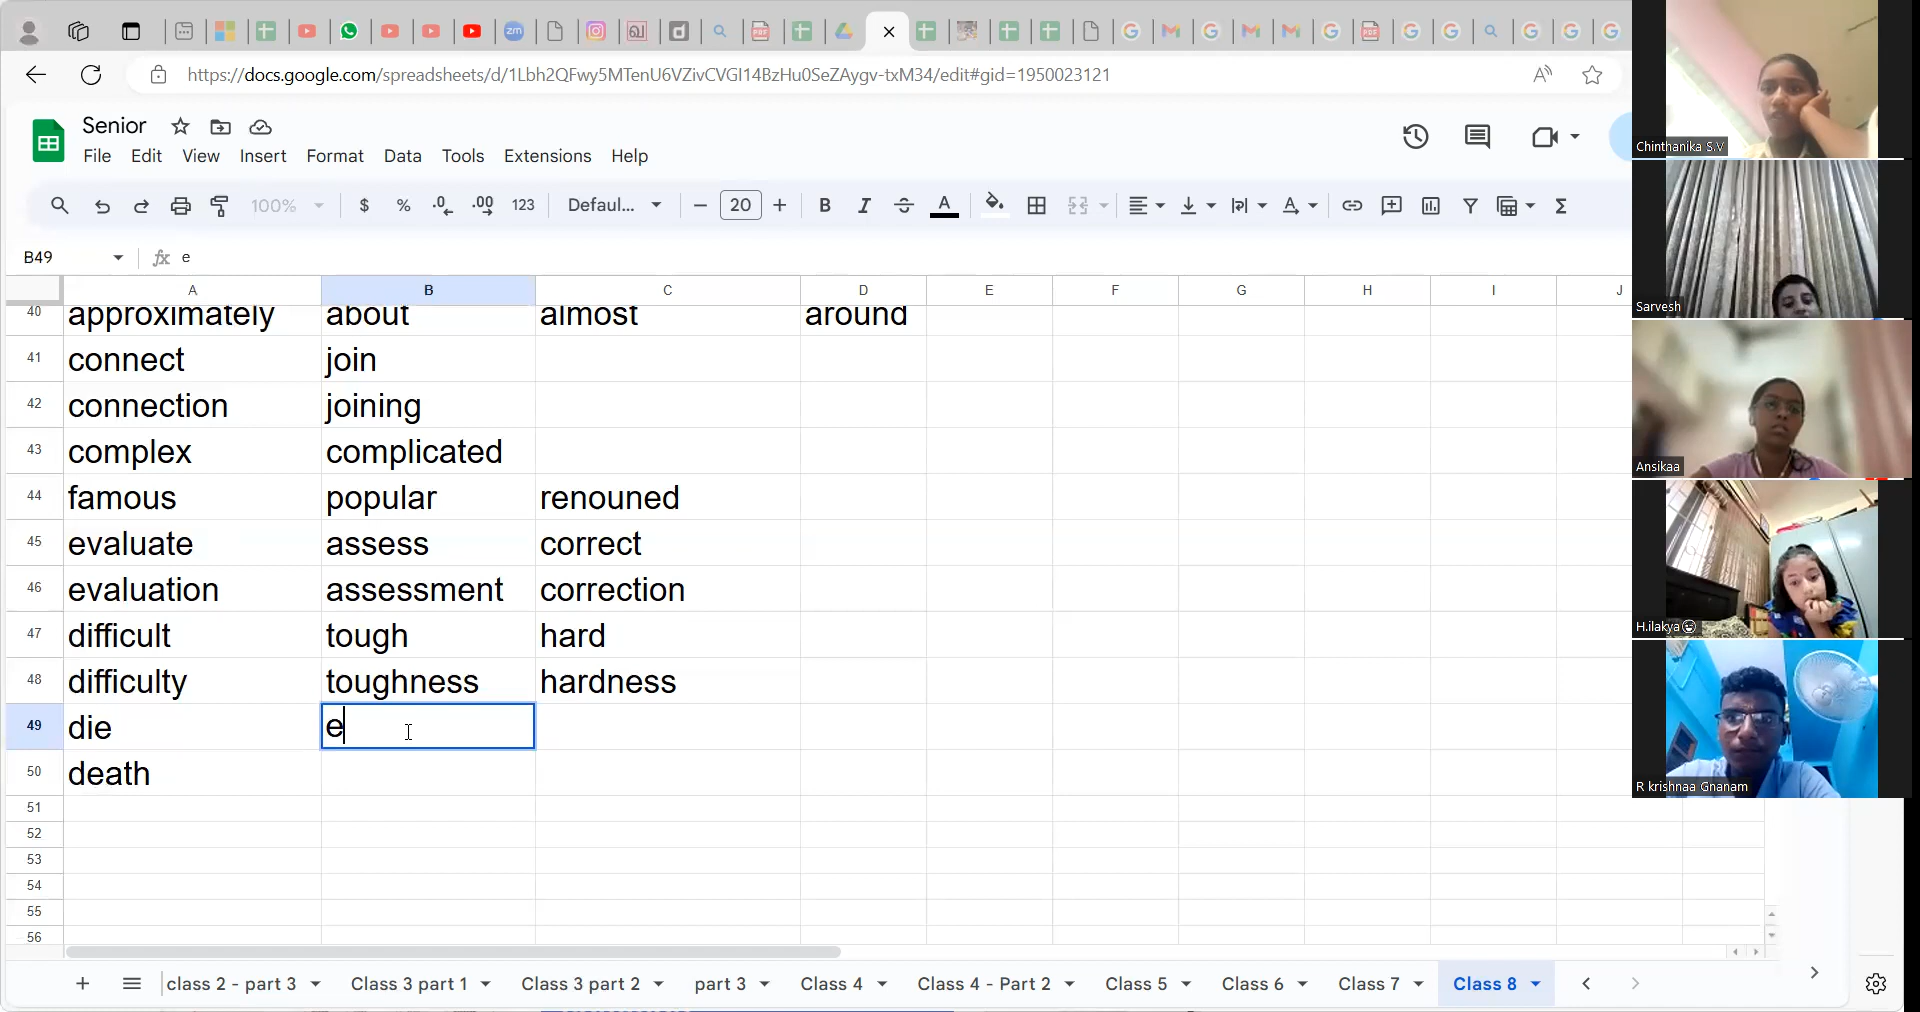 https://docs.google.com/spreadsheets/d/1Lbh2QFwy5MTenU6VZivCVGI14BzHu0SeZAygv-txM34/edit#gid=1950023121
Senior
File Edit View Insert Format Data Tools Extensions Help
100% $ % .0 .00 123 Defaul... 20 B I A
B49 fx e
A B C D E F G H I J
40 approximately about almost around
41 connect join
42 connection joining
43 complex complicated
44 famous popular renouned
45 evaluate assess correct
46 evaluation assessment correction
47 difficult tough hard
48 difficulty toughness hardness
49 die e
50 death
51
52
53
54
55
56
class 2 - part 3 Class 3 part 1 Class 3 part 2 part 3 Class 4 Class 4 - Part 2 Class 5 Class 6 Class 7 Class 8
Chinthanika S.V
Sarvesh
Ansikaa
H.ilakya
R krishnaa Ghanam